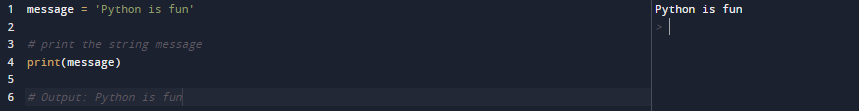 1 message = 'Python is fun'
2
3 # print the string message
4 print(message)
5
6 # Output: Python is fun
Python is fun
>